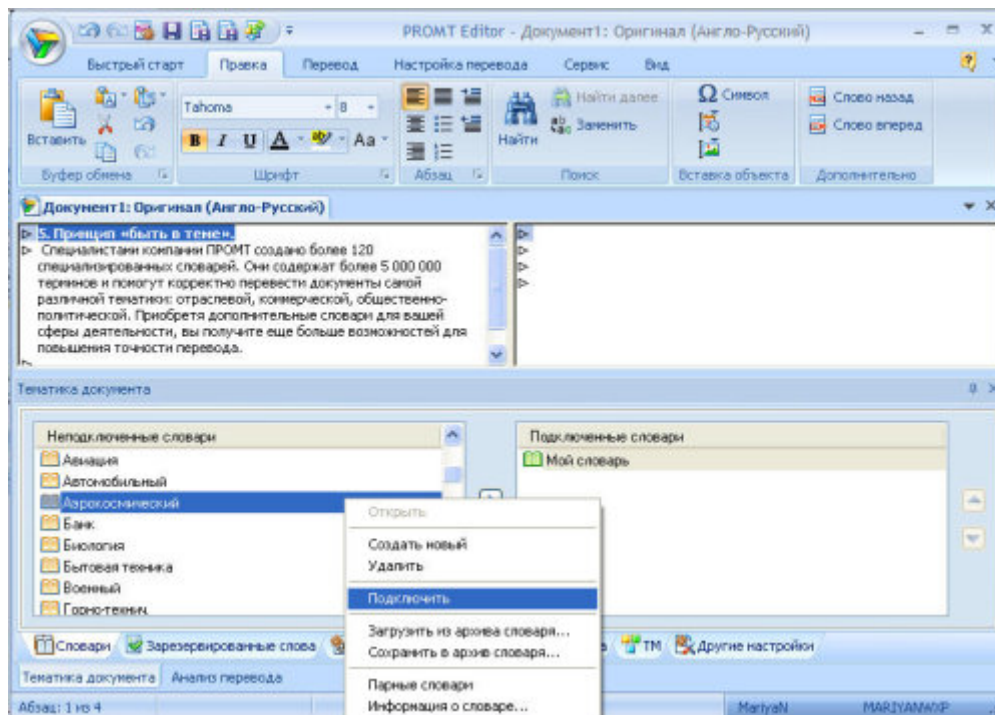 PROMT Editor - Документ1: Оригинал (Англо-Русский)
Быстрый старт Правка Перевод Настройка перевода Сервис Вид
Вставить
Tahoma 8
B I U A ab Aa
Найти
Найти далее
Заменить
Ω Символ
Слово назад
Слово вперед
Буфер обмена Шрифт Абзац Поиск Вставка объекта Дополнительно
Документ1: Оригинал (Англо-Русский)
5. Принцип «быть в теме».
Специалистами компании ПРОМТ создано более 120
специализированных словарей. Они содержат более 5 000 000
терминов и помогут корректно перевести документы самой
различной тематики: отраслевой, коммерческой, общественно-
политической. Приобретя дополнительные словари для вашей
сферы деятельности, вы получите еще больше возможностей для
повышения точности перевода.
Тематика документа
Неподключенные словари
Авиация
Автомобильный
Аэрокосмический
Банк
Биология
Бытовая техника
Военный
Горно-технич.
Подключенные словари
Мой словарь
Открыть
Создать новый
Удалить
Подключить
Загрузить из архива словаря...
Сохранить в архив словаря...
Парные словари
Информация о словаре...
Словари Зарезервированные слова TM Другие настройки
Тематика документа Анализ перевода
Абзац: 1 из 4 MariyaN MARIYANWXP